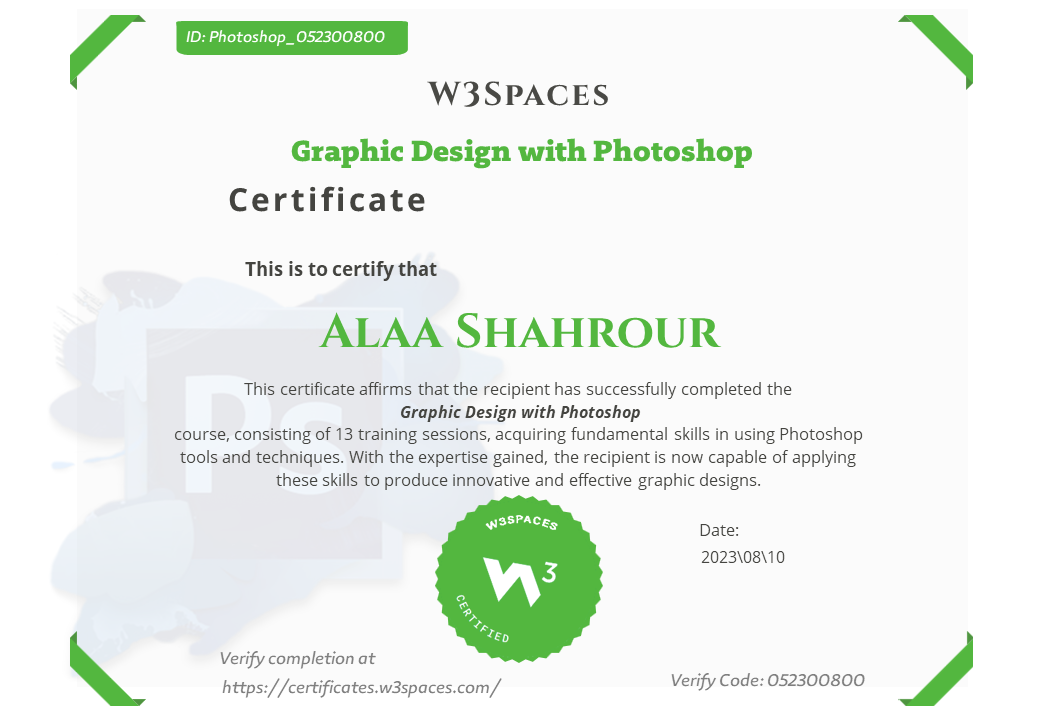 ID: Photoshop_052300800
W3Spaces
Graphic Design with Photoshop
Certificate
This is to certify that
Alaa Shahrour
This certificate affirms that the recipient has successfully completed the
Graphic Design with Photoshop
course, consisting of 13 training sessions, acquiring fundamental skills in using Photoshop
tools and techniques. With the expertise gained, the recipient is now capable of applying
these skills to produce innovative and effective graphic designs.
Ps
W3SPACES
W3
CERTIFIED
Date:
2023\08\10
Verify completion at
https://certificates.w3spaces.com/
Verify Code: 052300800